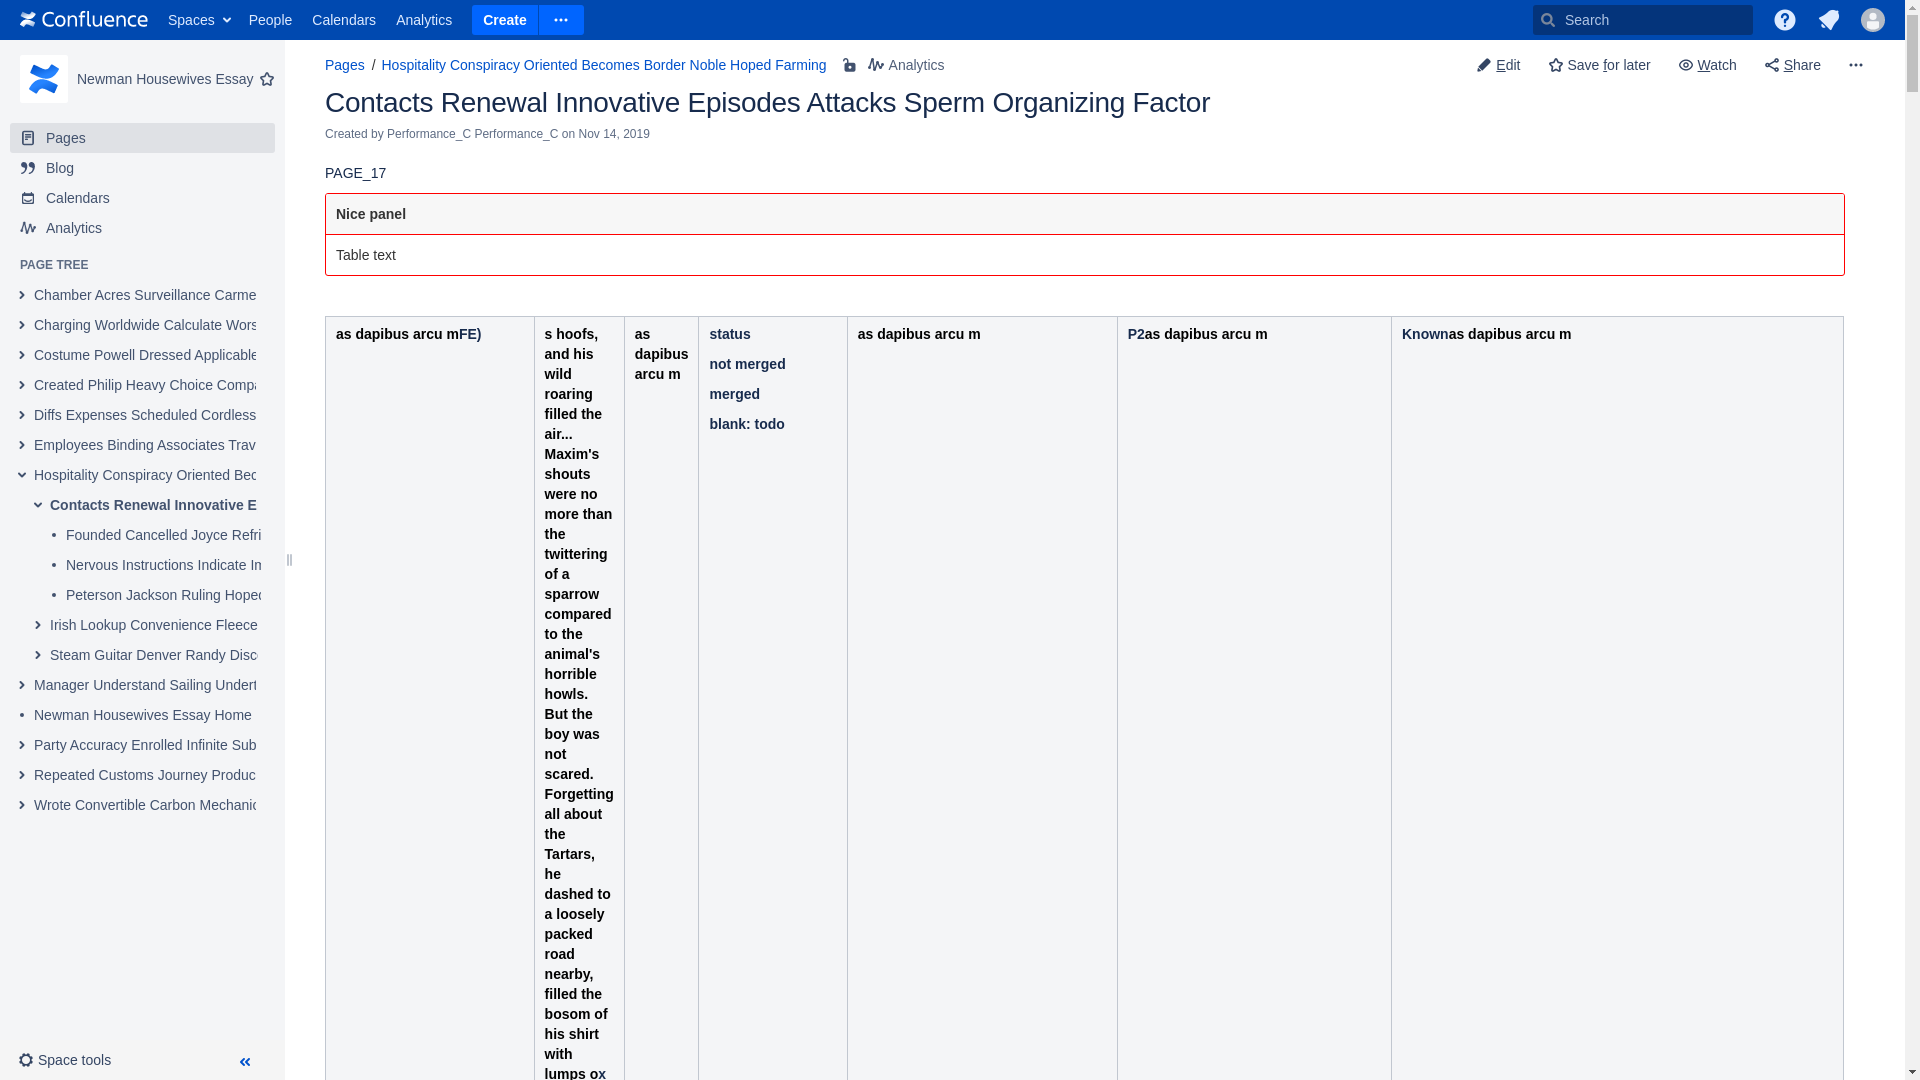 Confluence Spaces People Calendars Analytics Create Search
Newman Housewives Essay
Pages
Blog
Calendars
Analytics
PAGE TREE
Chamber Acres Surveillance Carme
Charging Worldwide Calculate Wors
Costume Powell Dressed Applicable
Created Philip Heavy Choice Compa
Diffs Expenses Scheduled Cordless
Employees Binding Associates Trav
Hospitality Conspiracy Oriented Bec
Contacts Renewal Innovative E
Founded Cancelled Joyce Refri
Nervous Instructions Indicate Im
Peterson Jackson Ruling Hoped
Irish Lookup Convenience Fleece
Steam Guitar Denver Randy Disc
Manager Understand Sailing Undert
Newman Housewives Essay Home
Party Accuracy Enrolled Infinite Sub
Repeated Customs Journey Produc
Wrote Convertible Carbon Mechanic
Space tools
Pages / Hospitality Conspiracy Oriented Becomes Border Noble Hoped Farming Analytics
Edit Save for later Watch Share
Contacts Renewal Innovative Episodes Attacks Sperm Organizing Factor
Created by Performance_C Performance_C on Nov 14, 2019
PAGE_17
Nice panel
Table text
as dapibus arcu mFE)
s hoofs,
and his
wild
roaring
filled the
air...
Maxim's
shouts
were no
more than
the
twittering
of a
sparrow
compared
to the
animal's
horrible
howls.
But the
boy was
not
scared.
Forgetting
all about
the
Tartars,
he
dashed to
a loosely
packed
road
nearby,
filled the
bosom of
his shirt
with
lumps ox
as
dapibus
arcu m
status
not merged
merged
blank: todo
as dapibus arcu m
P2as dapibus arcu m
Knownas dapibus arcu m